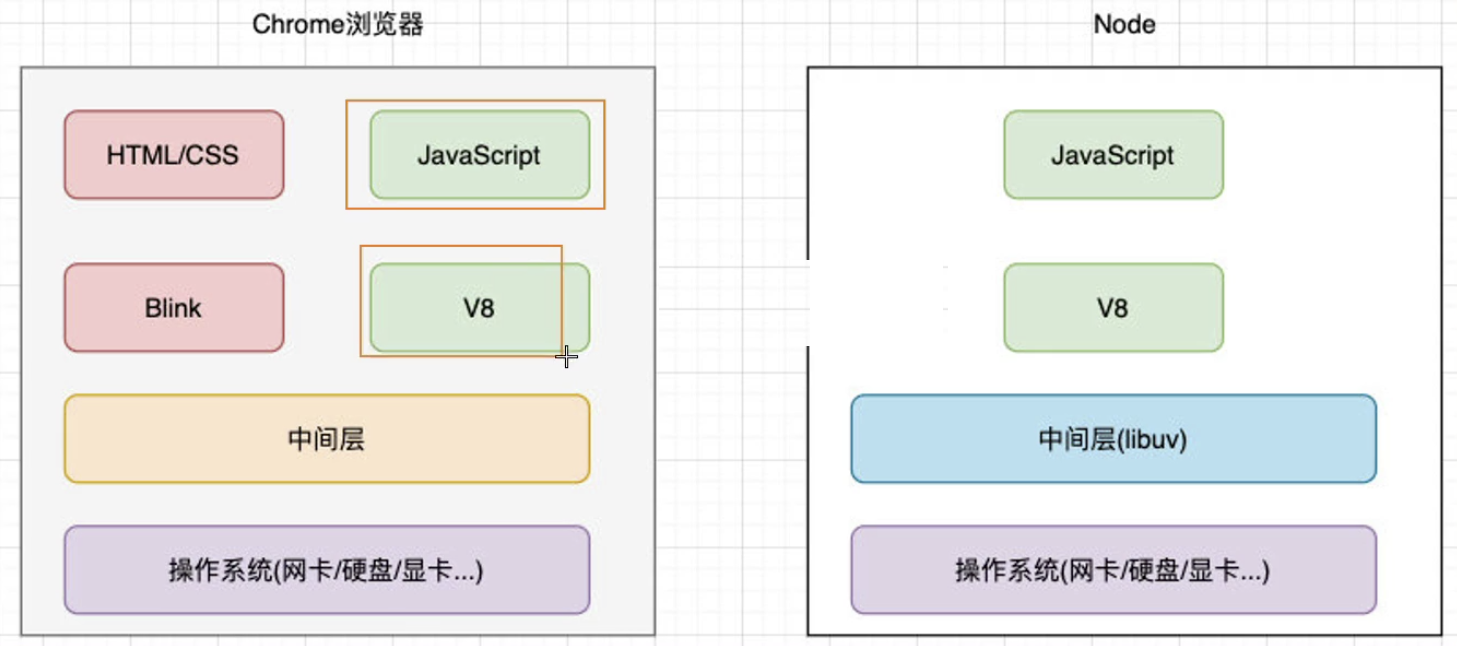 Chrome浏览器
HTML/CSS
JavaScript
Blink
V8
中间层
操作系统(网卡/硬盘/显卡...)
Node
JavaScript
V8
中间层(libuv)
操作系统(网卡/硬盘/显卡...)